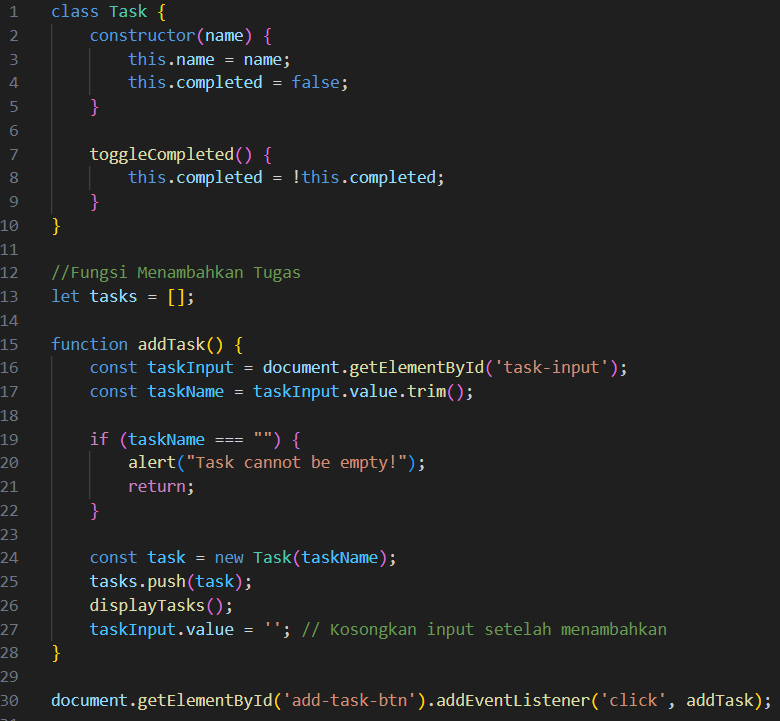 1 class Task {
2     constructor(name) {
3         this.name = name;
4         this.completed = false;
5     }
6
7     toggleCompleted() {
8         this.completed = !this.completed;
9     }
10 }
11
12 //Fungsi Menambahkan Tugas
13 let tasks = [];
14
15 function addTask() {
16     const taskInput = document.getElementById('task-input');
17     const taskName = taskInput.value.trim();
18
19     if (taskName === "") {
20         alert("Task cannot be empty!");
21         return;
22     }
23
24     const task = new Task(taskName);
25     tasks.push(task);
26     displayTasks();
27     taskInput.value = ''; // Kosongkan input setelah menambahkan
28 }
29
30 document.getElementById('add-task-btn').addEventListener('click', addTask);